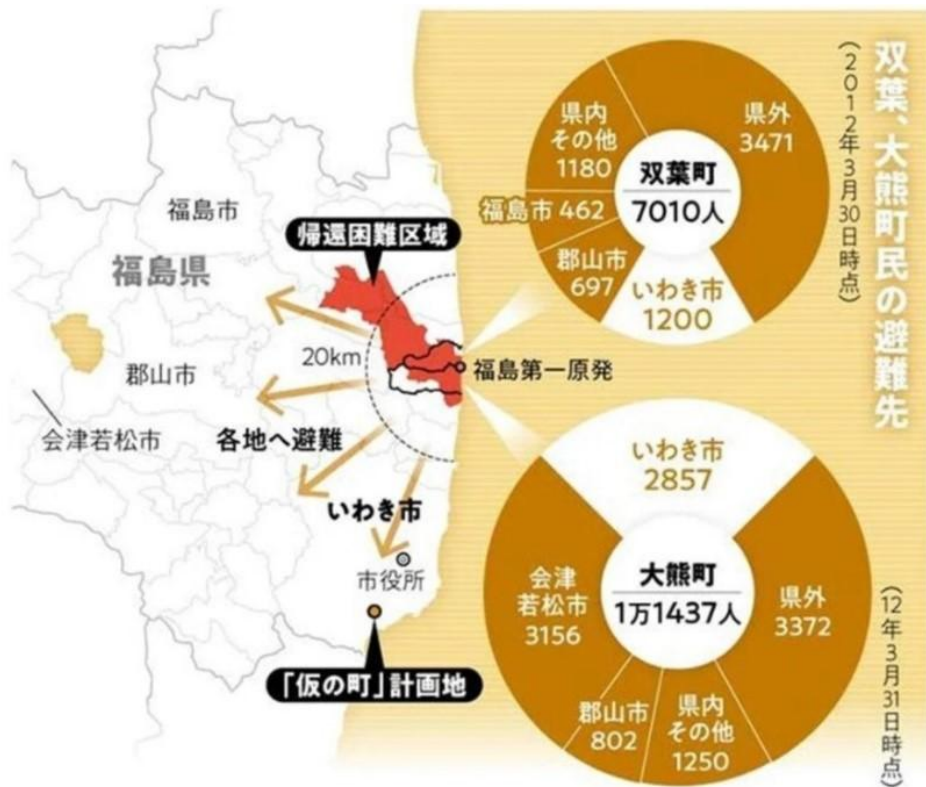 双葉、大熊町民の避難先
（2012年3月30日時点）
県外
3471
県内
その他
1180
双葉町
7010人
福島市 462
郡山市
697
いわき市
1200
福島市
帰還困難区域
福島県
20km
福島第一原発
郡山市
会津若松市
各地へ避難
いわき市
市役所
「仮の町」計画地
いわき市
2857
会津
若松市
3156
大熊町
1万1437人
県外
3372
郡山市
802
県内
その他
1250
（12年3月31日時点）